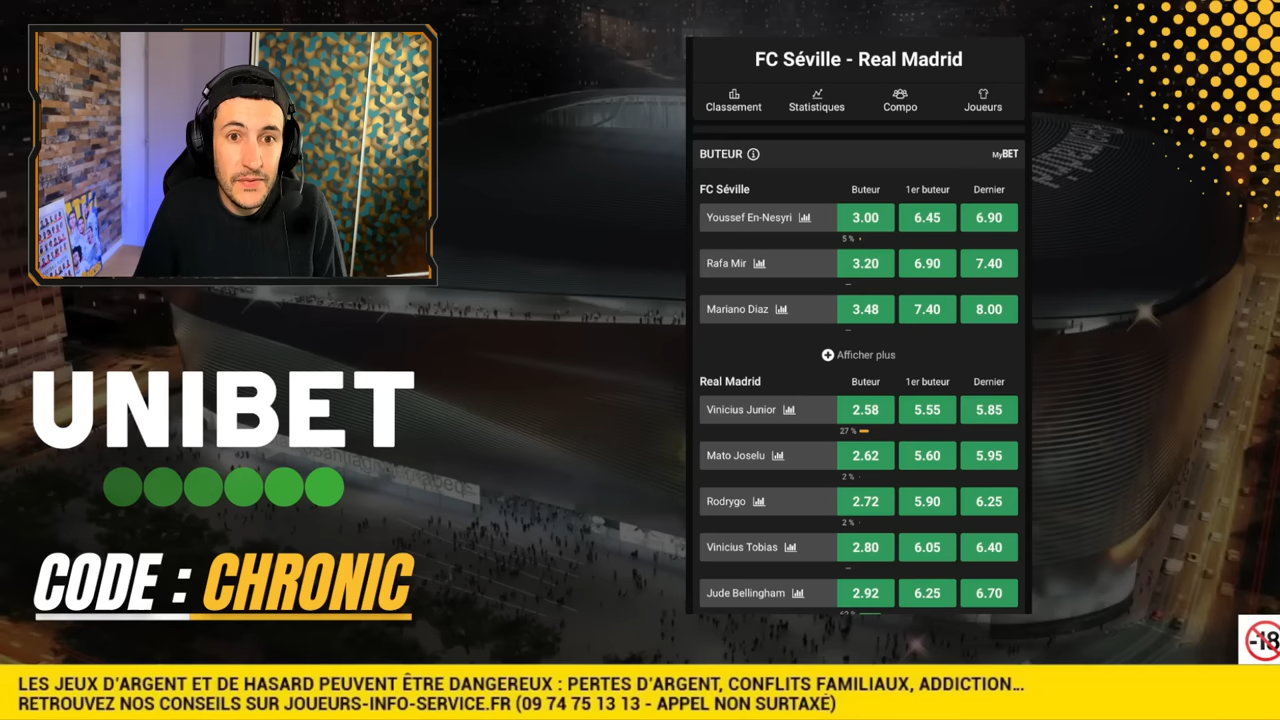 FC Séville - Real Madrid
Classement Statistiques Compo Joueurs
BUTEUR MyBET
FC Séville Buteur 1er buteur Dernier
Youssef En-Nesyri 3.00 6.45 6.90
5 %
Rafa Mir 3.20 6.90 7.40
–
Mariano Diaz 3.48 7.40 8.00
–
Afficher plus
Real Madrid Buteur 1er buteur Dernier
Vinicius Junior 2.58 5.55 5.85
27 %
Mato Joselu 2.62 5.60 5.95
2 %
Rodrygo 2.72 5.90 6.25
2 %
Vinicius Tobias 2.80 6.05 6.40
–
Jude Bellingham 2.92 6.25 6.70
UNIBET
CODE : CHRONIC
-18
LES JEUX D'ARGENT ET DE HASARD PEUVENT ÊTRE DANGEREUX : PERTES D'ARGENT, CONFLITS FAMILIAUX, ADDICTION...
RETROUVEZ NOS CONSEILS SUR JOUEURS-INFO-SERVICE.FR (09 74 75 13 13 - APPEL NON SURTAXÉ)